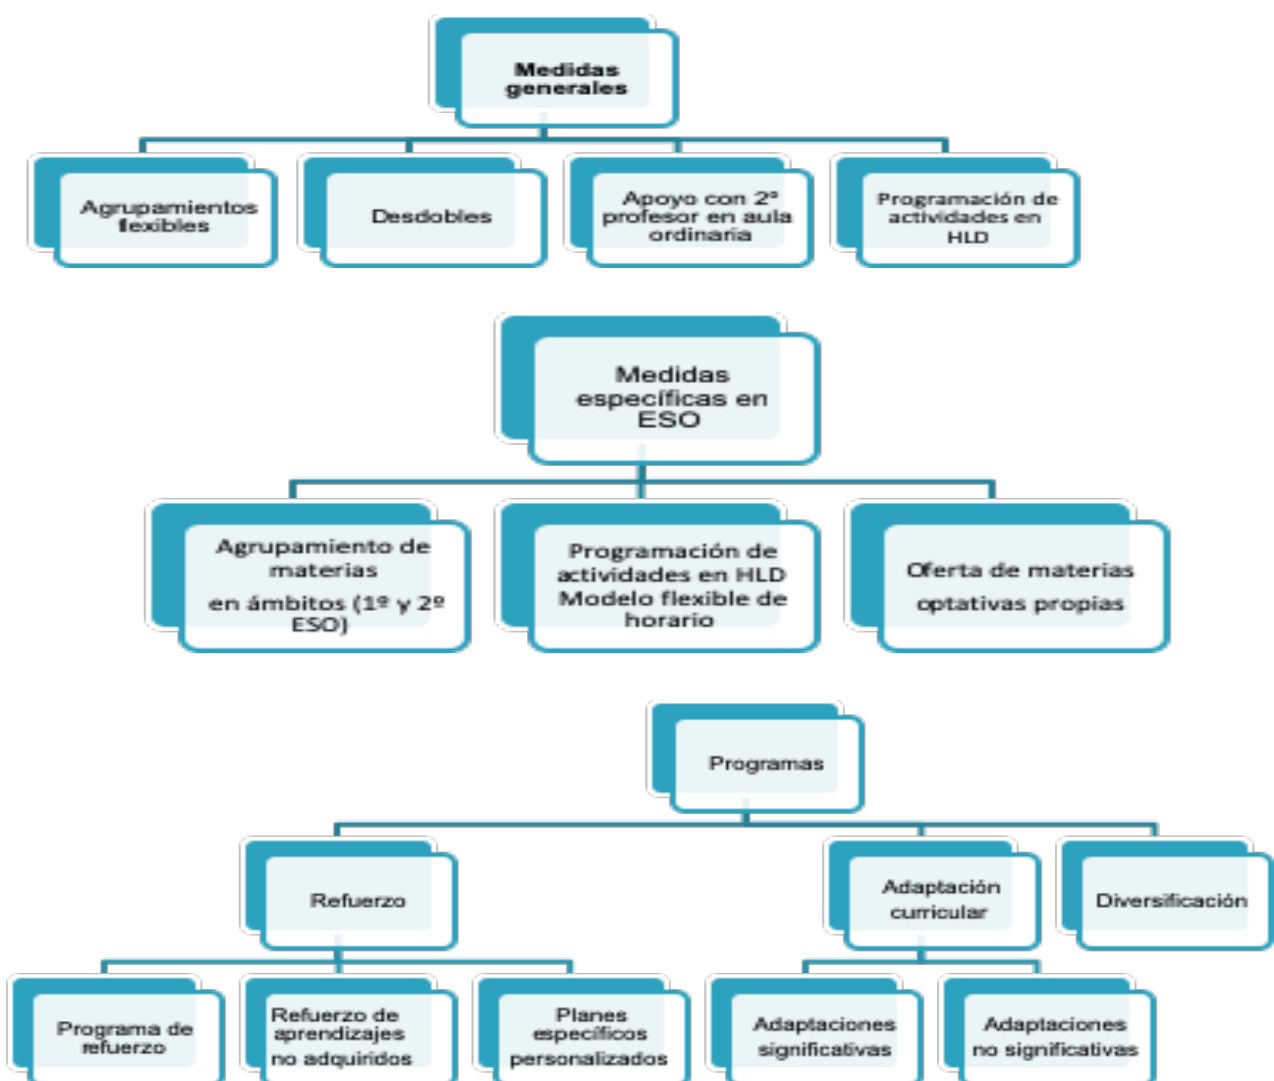 Medidas
generales
Agrupamientos
flexibles
Desdobles
Apoyo con 2º
profesor en aula
ordinaria
Programación de
actividades en
HLD
Medidas
específicas en
ESO
Agrupamiento de
materias
en ámbitos (1º y 2º
ESO)
Programación de
actividades en HLD
Modelo flexible de
horario
Oferta de materias
optativas propias
Programas
Refuerzo
Adaptación
curricular
Diversificación
Programa de
refuerzo
Refuerzo de
aprendizajes
no adquiridos
Planes
específicos
personalizados
Adaptaciones
significativas
Adaptaciones
no significativas